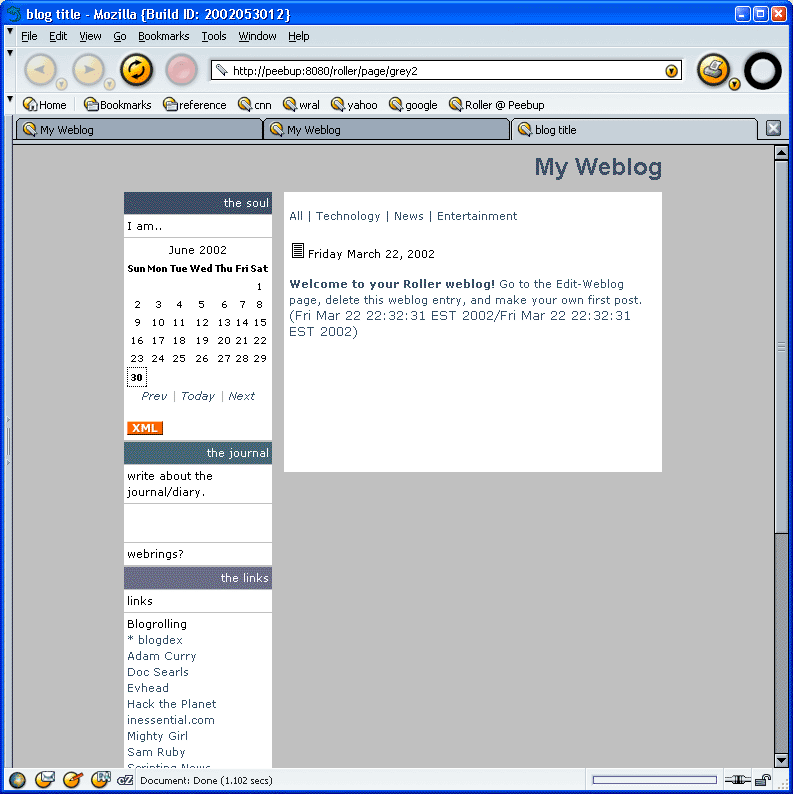 blog title - Mozilla {Build ID: 2002053012}
File Edit View Go Bookmarks Tools Window Help
http://peebup:8080/roller/page/grey2
Home Bookmarks reference cnn wral yahoo google Roller @ Peebup
My Weblog My Weblog blog title
My Weblog
the soul
I am..
June 2002
Sun Mon Tue Wed Thu Fri Sat
1
2 3 4 5 6 7 8
9 10 11 12 13 14 15
16 17 18 19 20 21 22
23 24 25 26 27 28 29
30
Prev | Today | Next
XML
the journal
write about the
journal/diary.
webrings?
the links
links
Blogrolling
* blogdex
Adam Curry
Doc Searls
Evhead
Hack the Planet
inessential.com
Mighty Girl
Sam Ruby
Scripting News
All | Technology | News | Entertainment
Friday March 22, 2002
Welcome to your Roller weblog! Go to the Edit-Weblog
page, delete this weblog entry, and make your own first post.
(Fri Mar 22 22:32:31 EST 2002/Fri Mar 22 22:32:31
EST 2002)
Document: Done (1.102 secs)